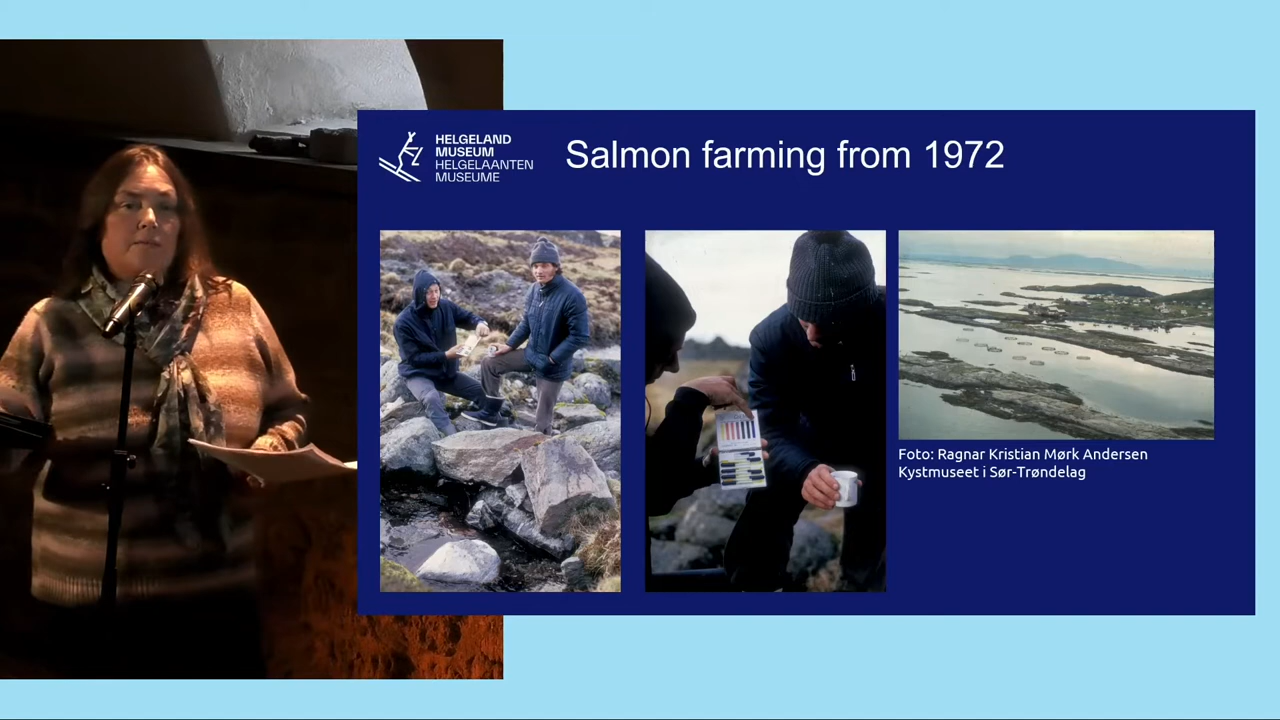 HELGELAND
MUSEUM
HELGELAANTEN
MUSEUME
Salmon farming from 1972
Foto: Ragnar Kristian Mørk Andersen
Kystmuseet i Sør-Trøndelag